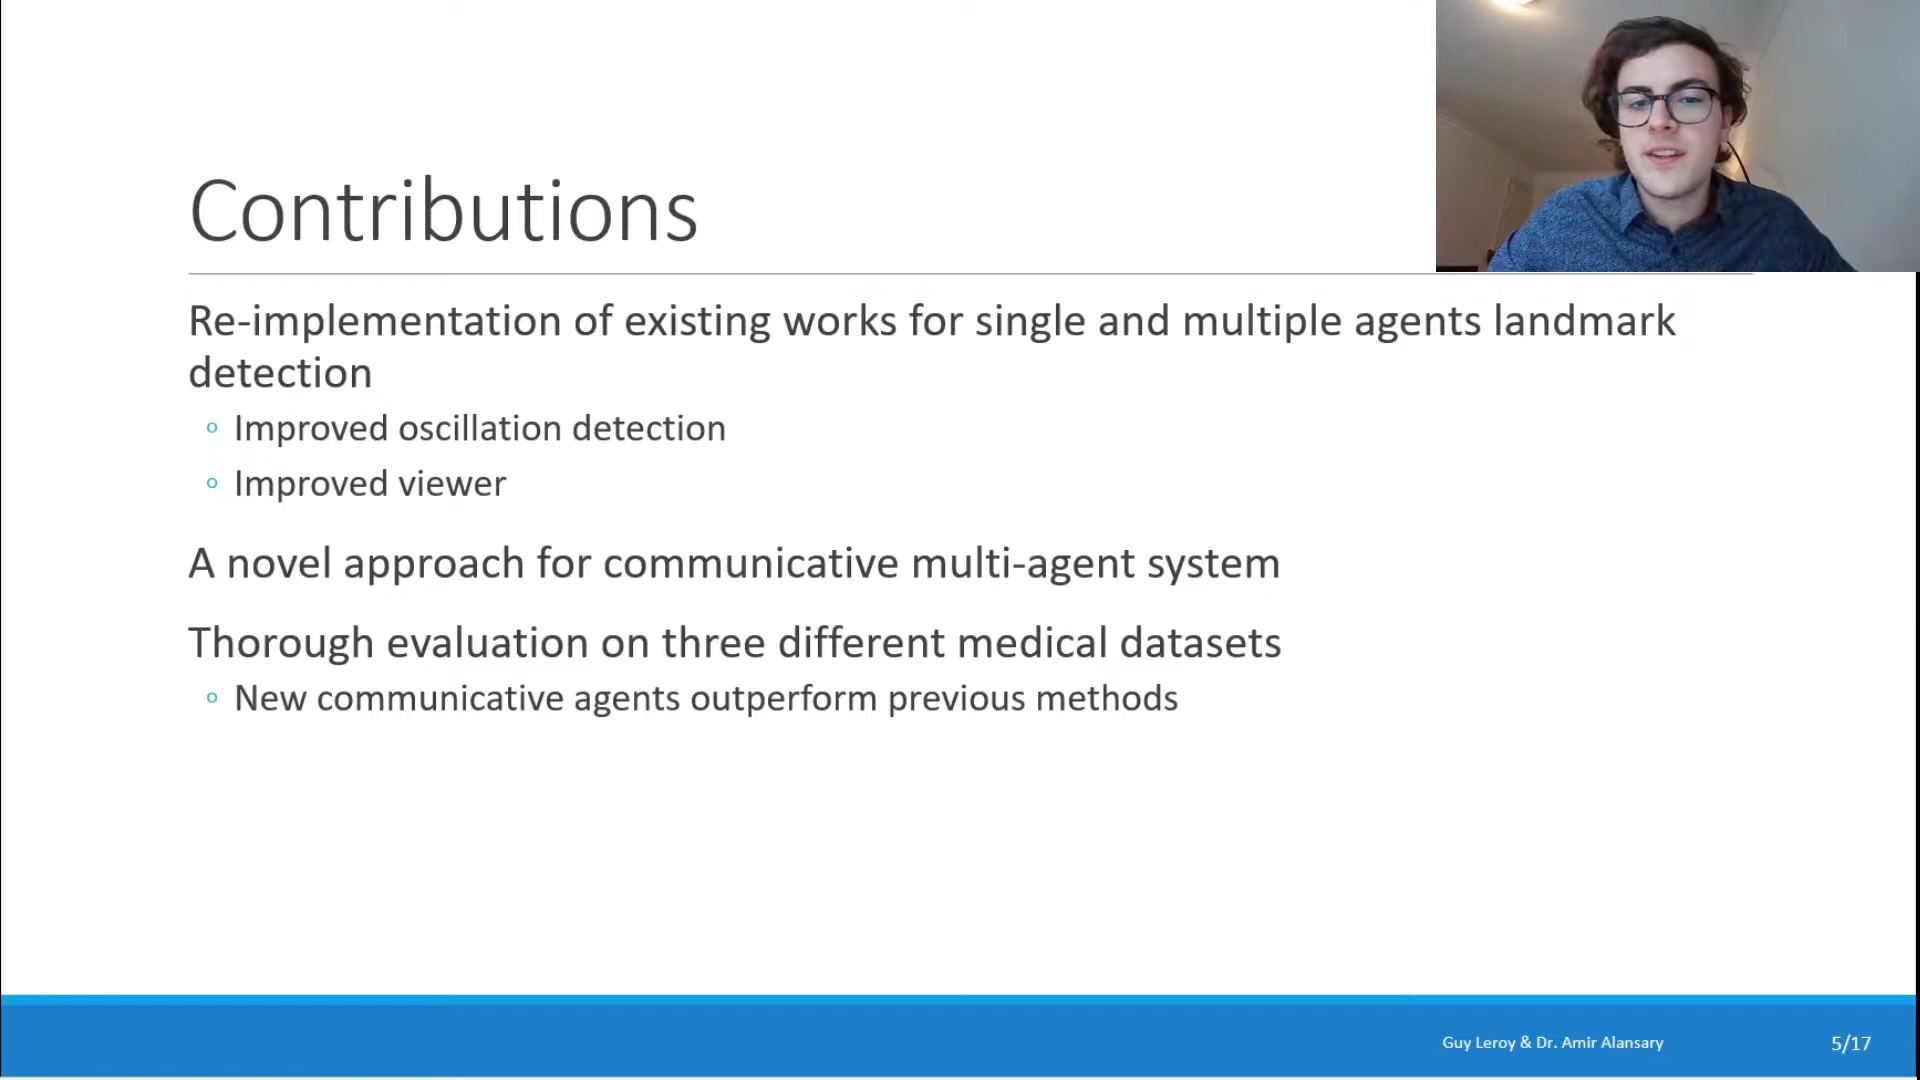 Contributions
Re-implementation of existing works for single and multiple agents landmark
detection
Improved oscillation detection
Improved viewer
A novel approach for communicative multi-agent system
Thorough evaluation on three different medical datasets
New communicative agents outperform previous methods
Guy Leroy & Dr. Amir Alansary
5/17